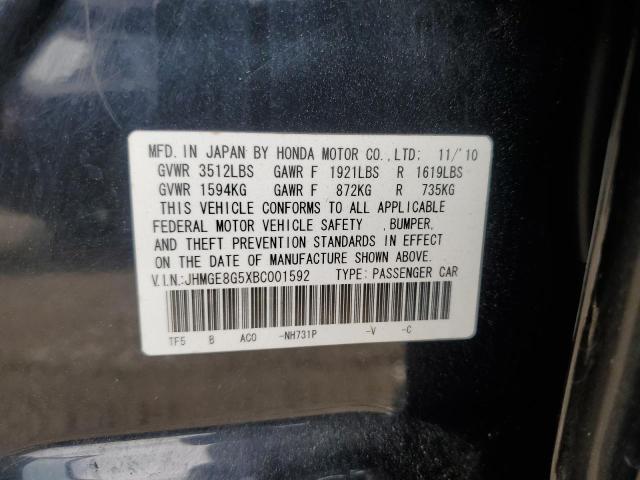 MFD. IN JAPAN BY HONDA MOTOR CO., LTD: 11/'10
GVWR 3512LBS GAWR F 1921LBS R 1619LBS
GVWR 1594KG GAWR F 872KG R 735KG
THIS VEHICLE CONFORMS TO ALL APPLICABLE
FEDERAL MOTOR VEHICLE SAFETY ,BUMPER,
AND THEFT PREVENTION STANDARDS IN EFFECT
ON THE DATE OF MANUFACTURE SHOWN ABOVE.
V.I.N.:JHMGE8G5XBC001592 TYPE: PASSENGER CAR
TF5 B AC0 -NH731P -V -C